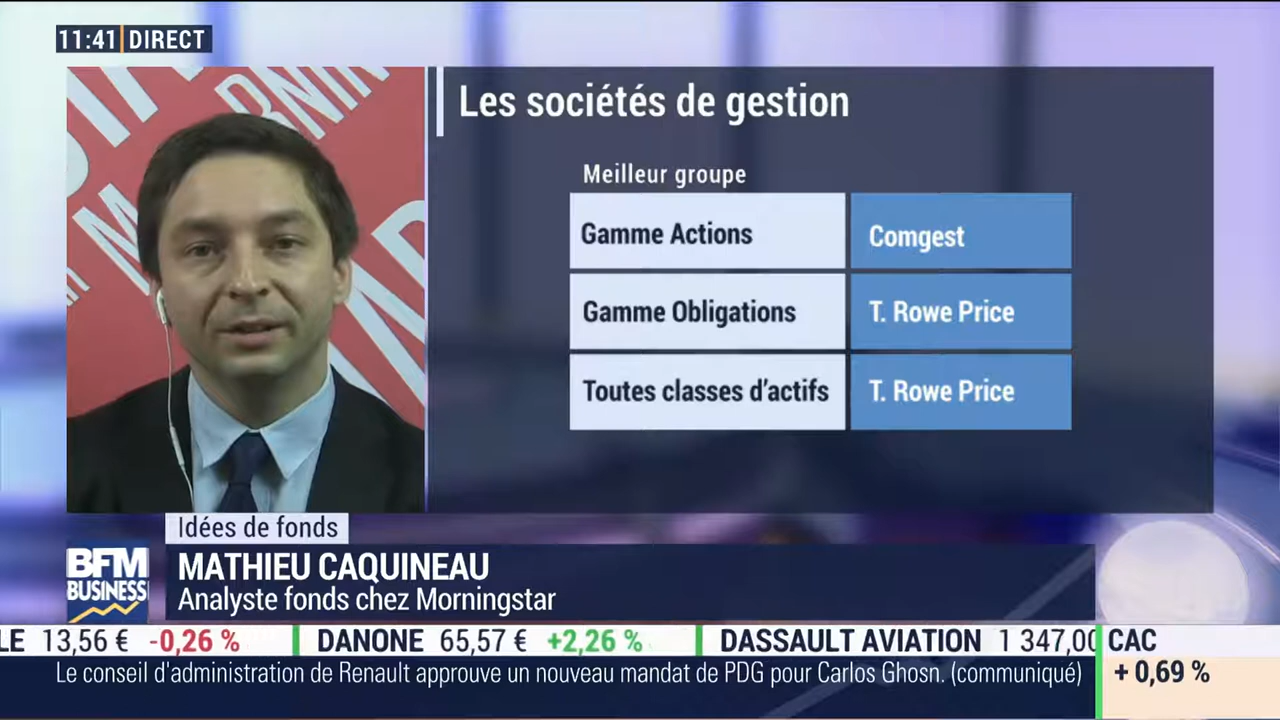 11:41 DIRECT
Les sociétés de gestion
Meilleur groupe
Gamme Actions Comgest
Gamme Obligations T. Rowe Price
Toutes classes d'actifs T. Rowe Price
Idées de fonds
BFM
BUSINESS
MATHIEU CAQUINEAU
Analyste fonds chez Morningstar
LE 13,56 € -0,26 % DANONE 65,57 € +2,26 % DASSAULT AVIATION 1 347,00
CAC
+ 0,69 %
Le conseil d'administration de Renault approuve un nouveau mandat de PDG pour Carlos Ghosn. (communiqué)